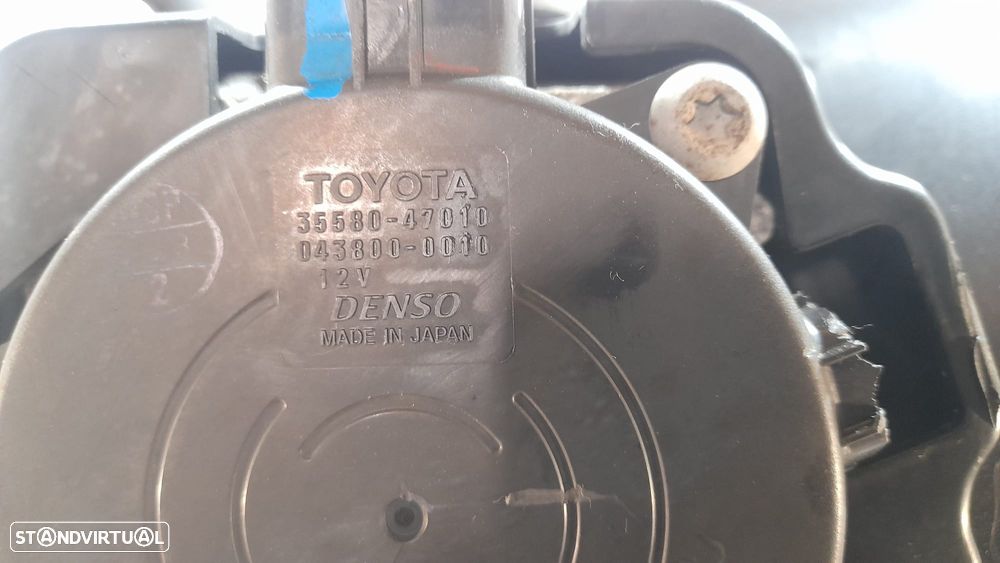 TOYOTA
35580-47010
043800-0010
12V
DENSO
MADE IN JAPAN
STANDVIRTUAL